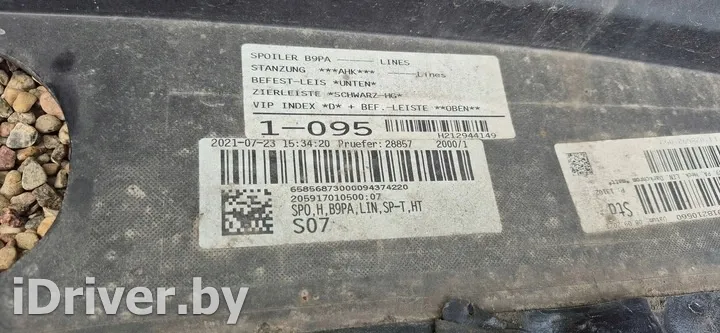 SPOILER B9PA ——— LINES
STANZUNG ***AHK*** ——— Lines
BEFEST-LEIS *UNTEN*
ZIERLEISTE *SCHWARZ-HG*
VIP INDEX *D* + BEF.-LEISTE **OBEN**
1-095
H212944149
2021-07-23 15:34:20 Pruefer: 28857 2000/1
65856873000094374220
205917010500:07
SPO,H,B9PA,LIN,SP-T,HT
S07
Std
iDriver.by